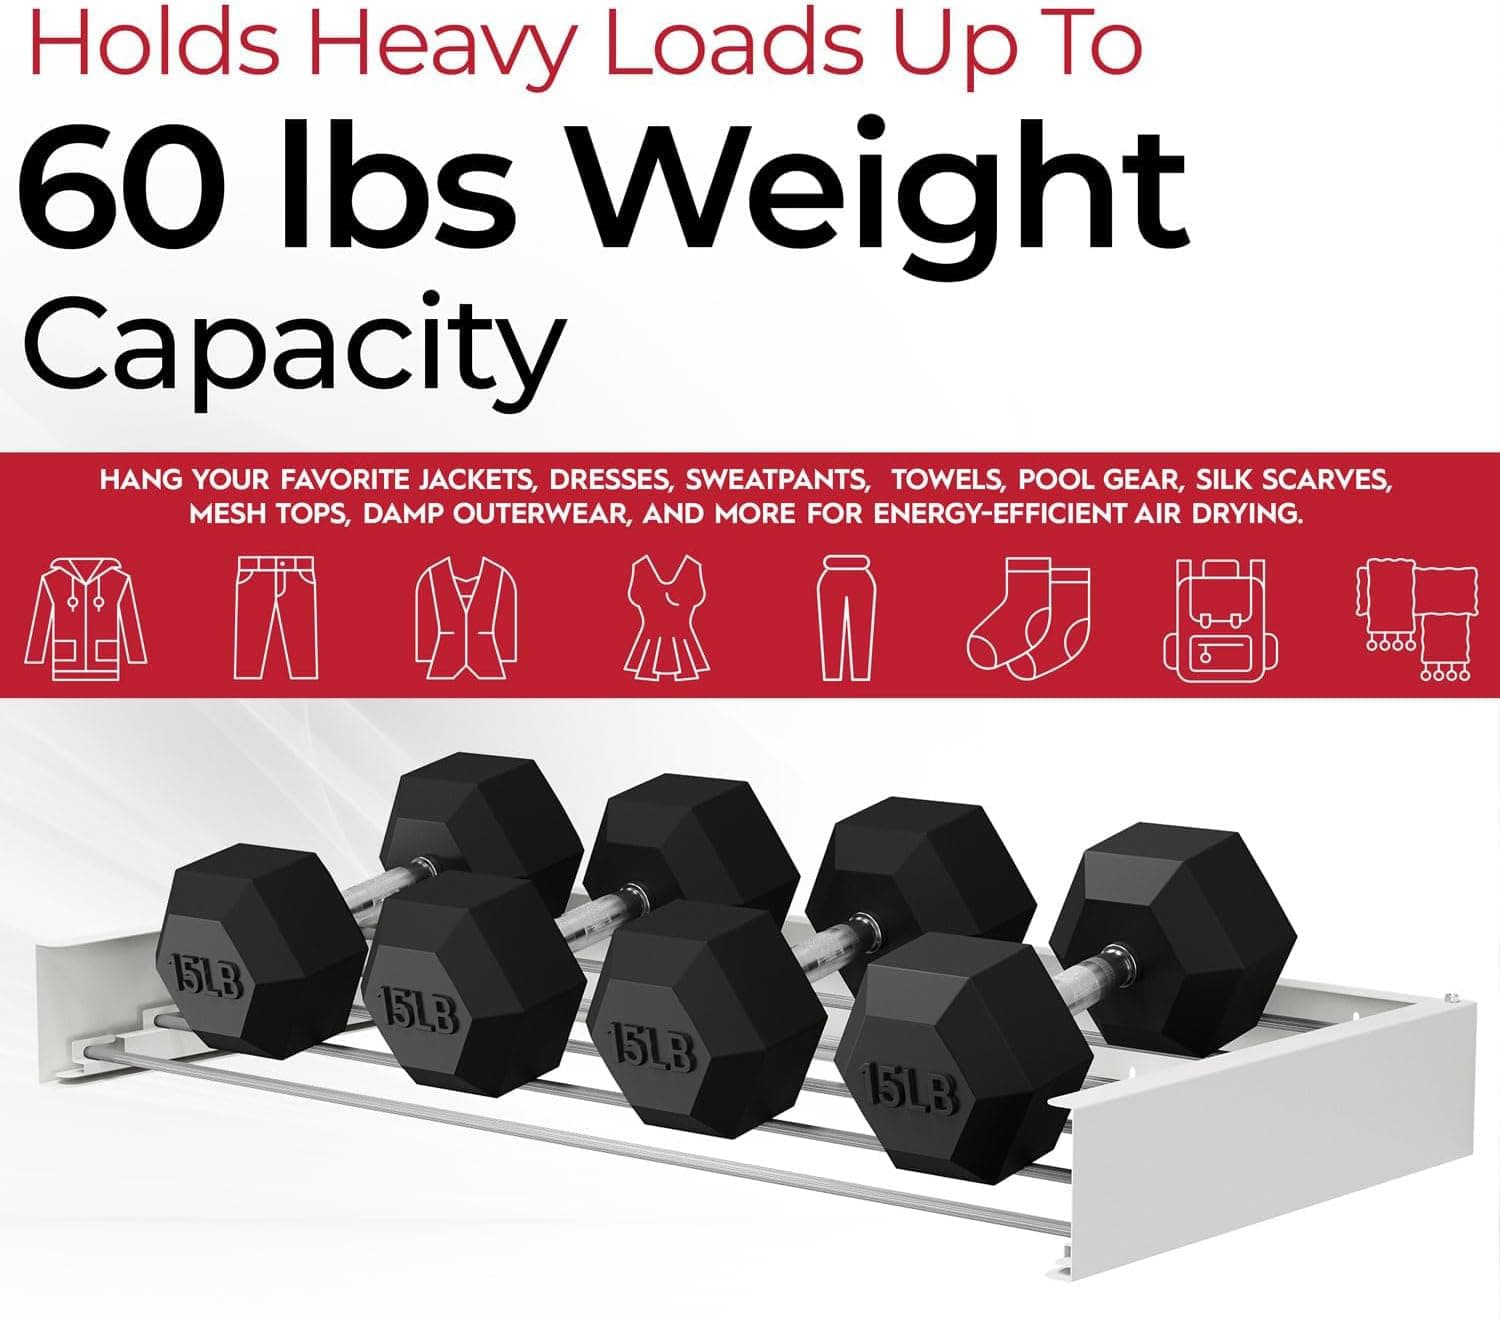 Holds Heavy Loads Up To
60 lbs Weight
Capacity
HANG YOUR FAVORITE JACKETS, DRESSES, SWEATPANTS, TOWELS, POOL GEAR, SILK SCARVES,
MESH TOPS, DAMP OUTERWEAR, AND MORE FOR ENERGY-EFFICIENT AIR DRYING.
15LB
15LB
15LB
15LB